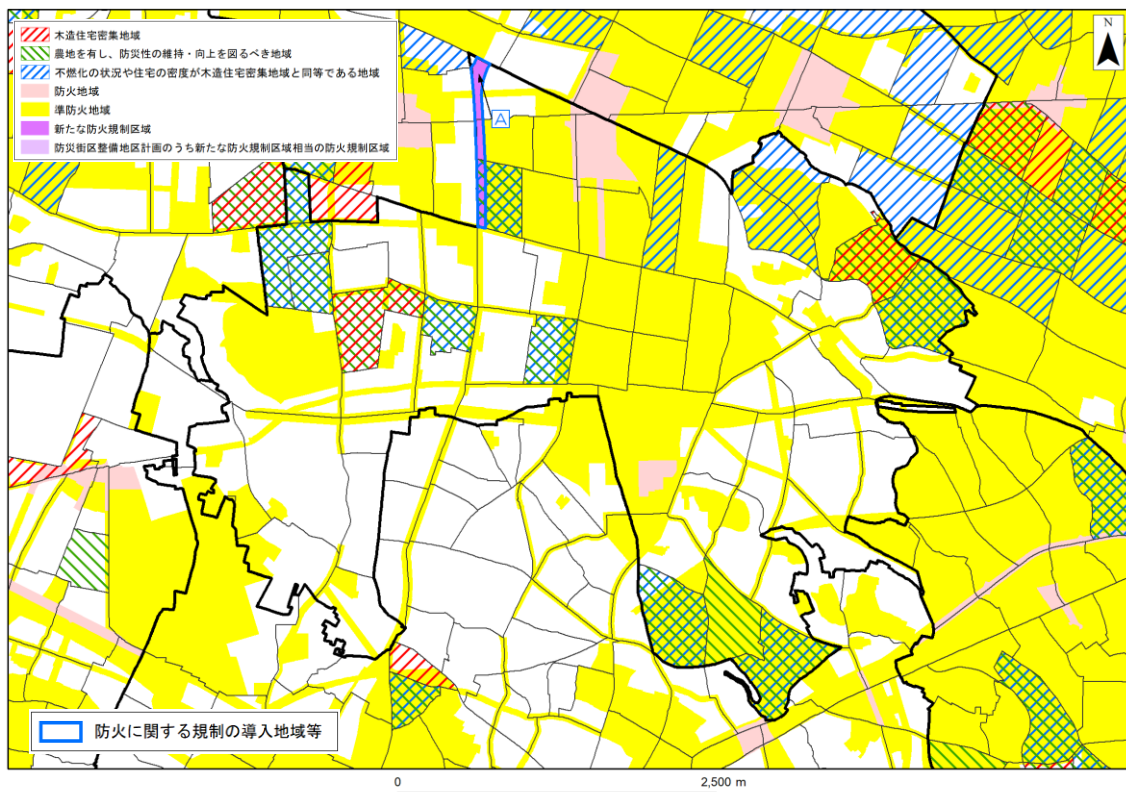 木造住宅密集地域
農地を有し、防災性の維持・向上を図るべき地域
不燃化の状況や住宅の密度が木造住宅密集地域と同等である地域
防火地域
準防火地域
新たな防火規制区域
防災街区整備地区計画のうち新たな防火規制区域相当の防火規制区域
N
A
防火に関する規制の導入地域等
0
2,500 m